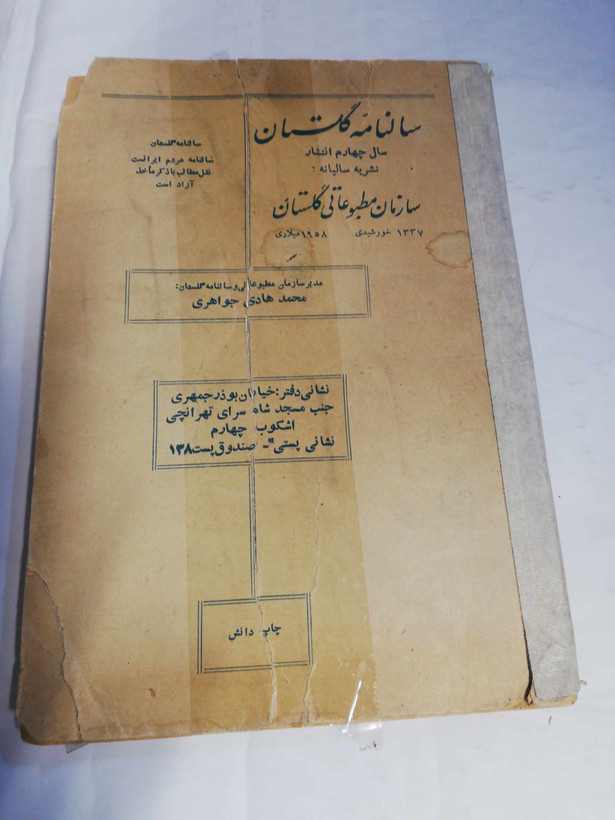 سالنامه گلستان
سال چهارم انتشار
نشریه سالیانه :
سازمان مطبوعاتی گلستان
۱۳۳۷ خورشیدی ۱۹۵۸ میلادی
سالنامه گلستان
سالنامه مردم ایرانست
نقل مطالب با ذکر مأخذ
آزاد است
مدیر سازمان مطبوعاتی و سالنامه گلستان:
محمد هادی جواهری
نشانی دفتر: خیابان بوذرجمهری
جنب مسجد شاه سرای تهرانچی
اشکوب چهارم
نشانی پستی - صندوق پست ۱۳۸
چاپ دانش